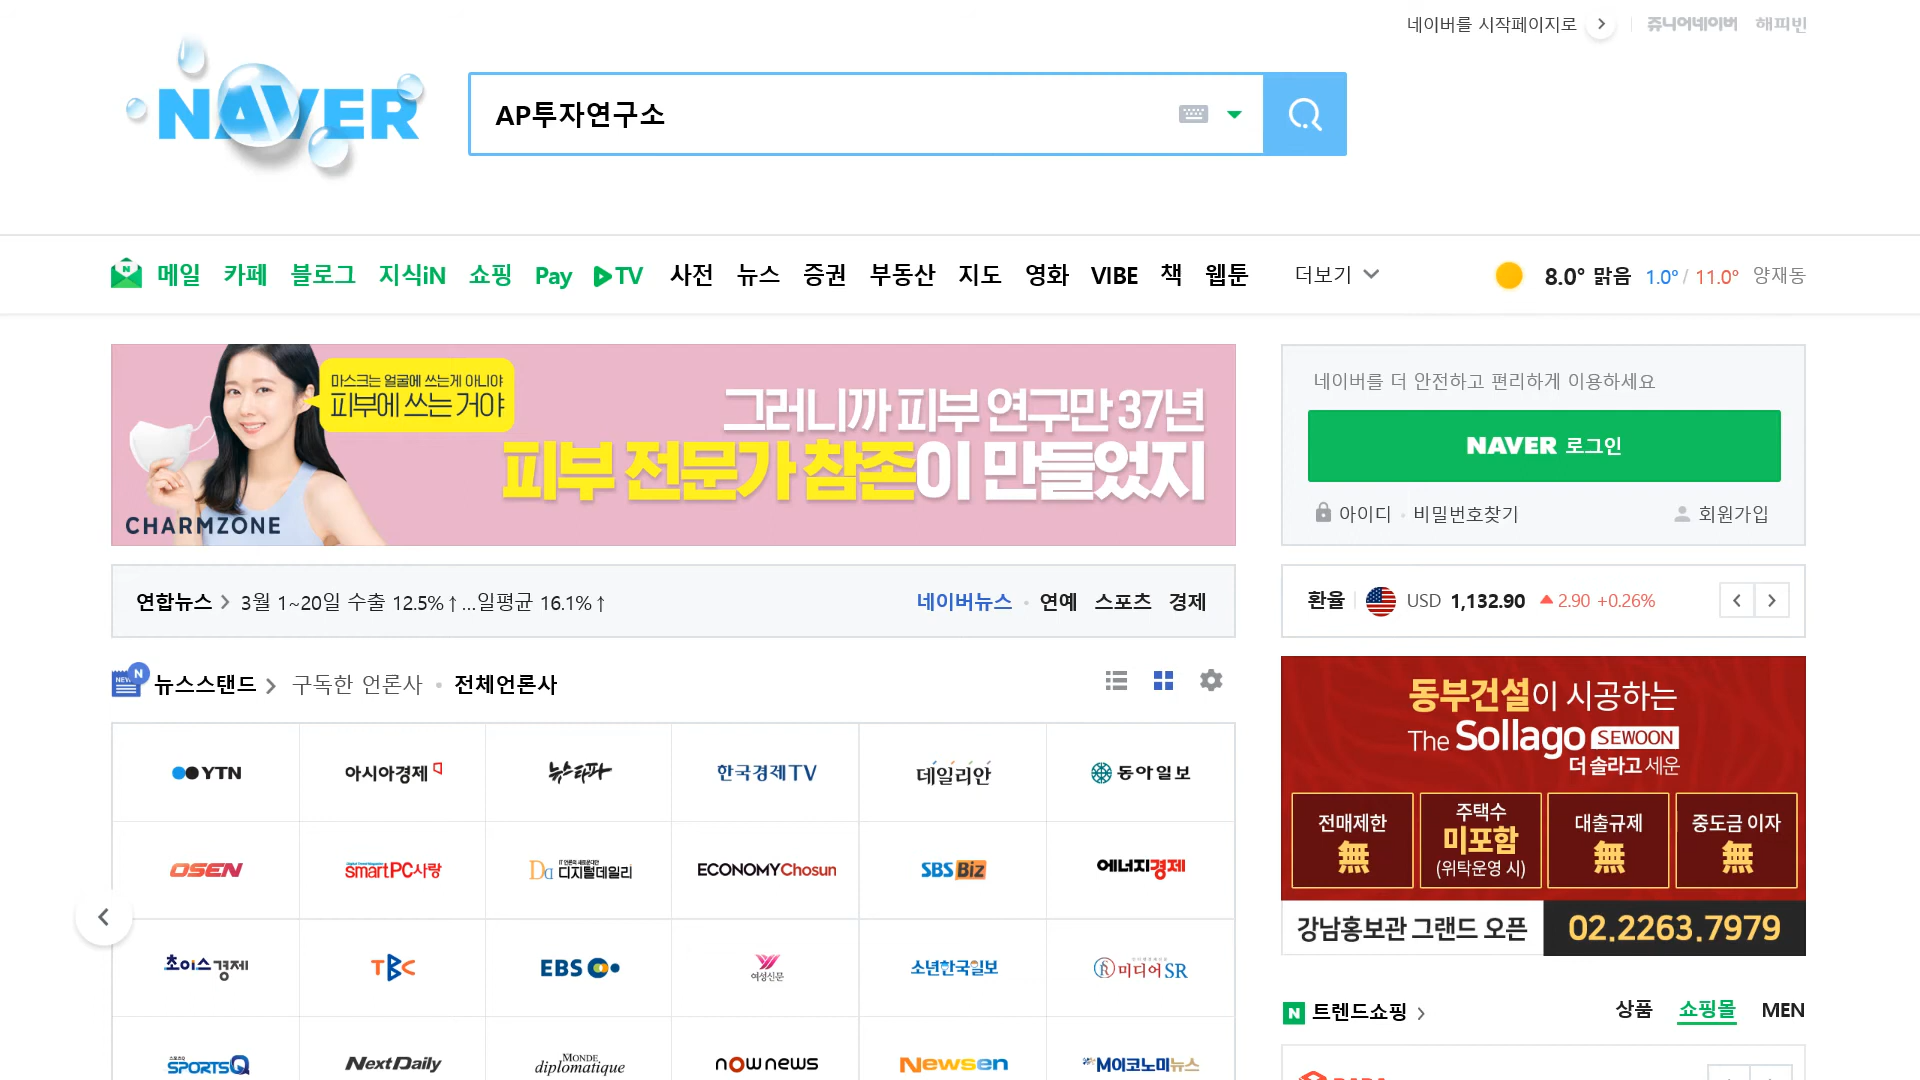 네이버를 시작페이지로 쥬니어네이버 해피빈
NAVER
AP투자연구소
메일 카페 블로그 지식iN 쇼핑 Pay TV 사전 뉴스 증권 부동산 지도 영화 VIBE 책 웹툰 더보기 8.0° 맑음 1.0° / 11.0° 양재동
마스크는 얼굴에 쓰는게 아니야
피부에 쓰는 거야
그러니까 피부 연구만 37년
피부 전문가 참존이 만들었지
CHARMZONE
네이버를 더 안전하고 편리하게 이용하세요
NAVER 로그인
아이디 · 비밀번호찾기 회원가입
연합뉴스 3월 1~20일 수출 12.5%↑…일평균 16.1%↑ 네이버뉴스 · 연예 스포츠 경제
환율 USD 1,132.90 ▲ 2.90 +0.26%
NEWS N 뉴스스탠드 구독한 언론사 · 전체언론사
동부건설이 시공하는
The Sollago SEWOON
더 솔라고 세운
전매제한 無
주택수 미포함 (위탁운영 시)
대출규제 無
중도금 이자 無
강남홍보관 그랜드 오픈 02.2263.7979
YTN 아시아경제 뉴스타파 한국경제TV 데일리안 동아일보
OSEN smartPC사랑 디지털데일리 ECONOMYChosun SBS Biz 에너지경제
초이스경제 TBC EBS 여성신문 소년한국일보 미디어SR
스포츠Q SPORTSQ NextDaily MONDE diplomatique nownews Newsen M이코노미뉴스
N 트렌드쇼핑 상품 쇼핑몰 MEN